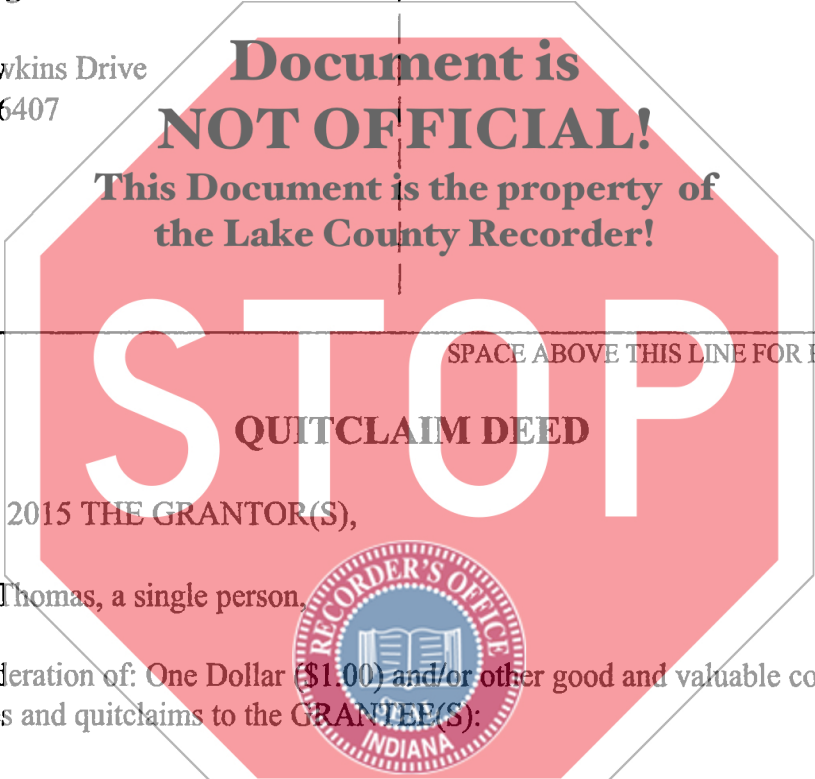 wkins Drive
6407
Document is
NOT OFFICIAL!
This Document is the property of
the Lake County Recorder!
STOP
SPACE ABOVE THIS LINE FOR
QUITCLAIM DEED
2015 THE GRANTOR(S),
Thomas, a single person,
deration of: One Dollar ($1.00) and/or other good and valuable co
s and quitclaims to the GRANTEE(S):
RECORDER'S OFFICE
INDIANA